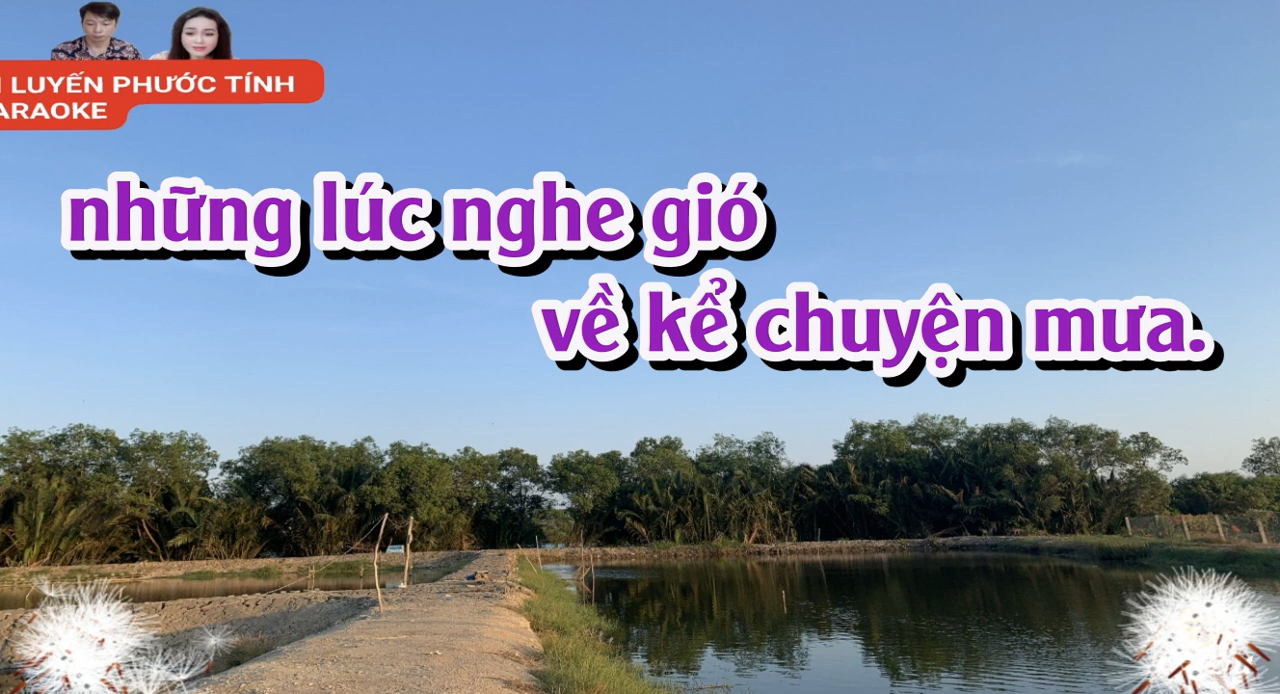 LUYẾN PHƯỚC TÍNH
ARAOKE
những lúc nghe gió
về kể chuyện mưa.